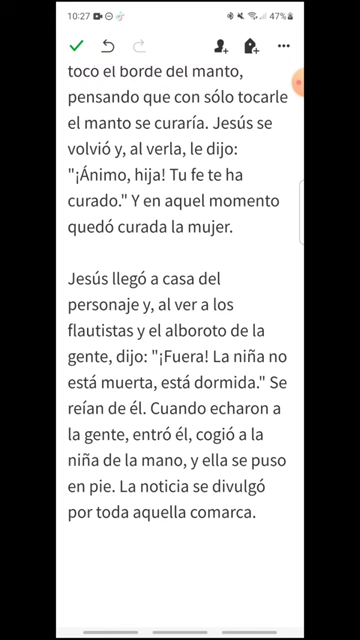 10:27
47%
toco el borde del manto,
pensando que con sólo tocarle
el manto se curaría. Jesús se
volvió y, al verla, le dijo:
"¡Ánimo, hija! Tu fe te ha
curado." Y en aquel momento
quedó curada la mujer.
Jesús llegó a casa del
personaje y, al ver a los
flautistas y el alboroto de la
gente, dijo: "¡Fuera! La niña no
está muerta, está dormida." Se
reían de él. Cuando echaron a
la gente, entró él, cogió a la
niña de la mano, y ella se puso
en pie. La noticia se divulgó
por toda aquella comarca.